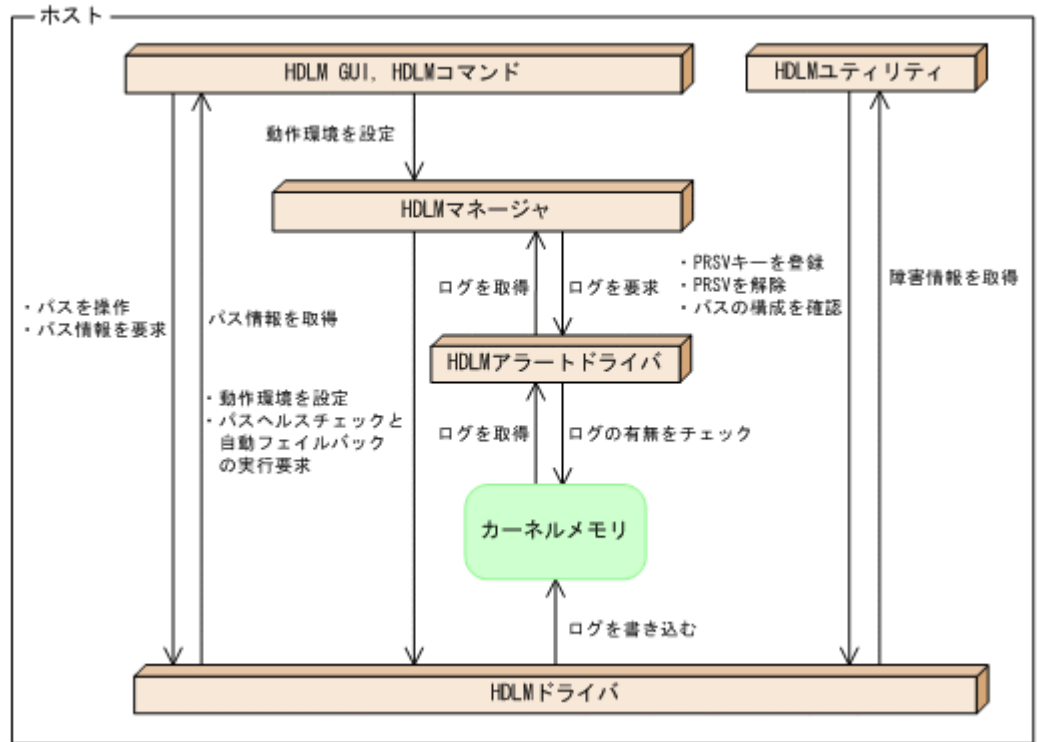 ホスト
HDLM GUI, HDLMコマンド
HDLMユティリティ
動作環境を設定
HDLMマネージャ
ログを取得
ログを要求
・PRSVキーを登録
・PRSVを解除
・パスの構成を確認
障害情報を取得
・パスを操作
・パス情報を要求
パス情報を取得
HDLMアラートドライバ
・動作環境を設定
・パスヘルスチェックと
自動フェイルバック
の実行要求
ログを取得
ログの有無をチェック
カーネルメモリ
ログを書き込む
HDLMドライバ